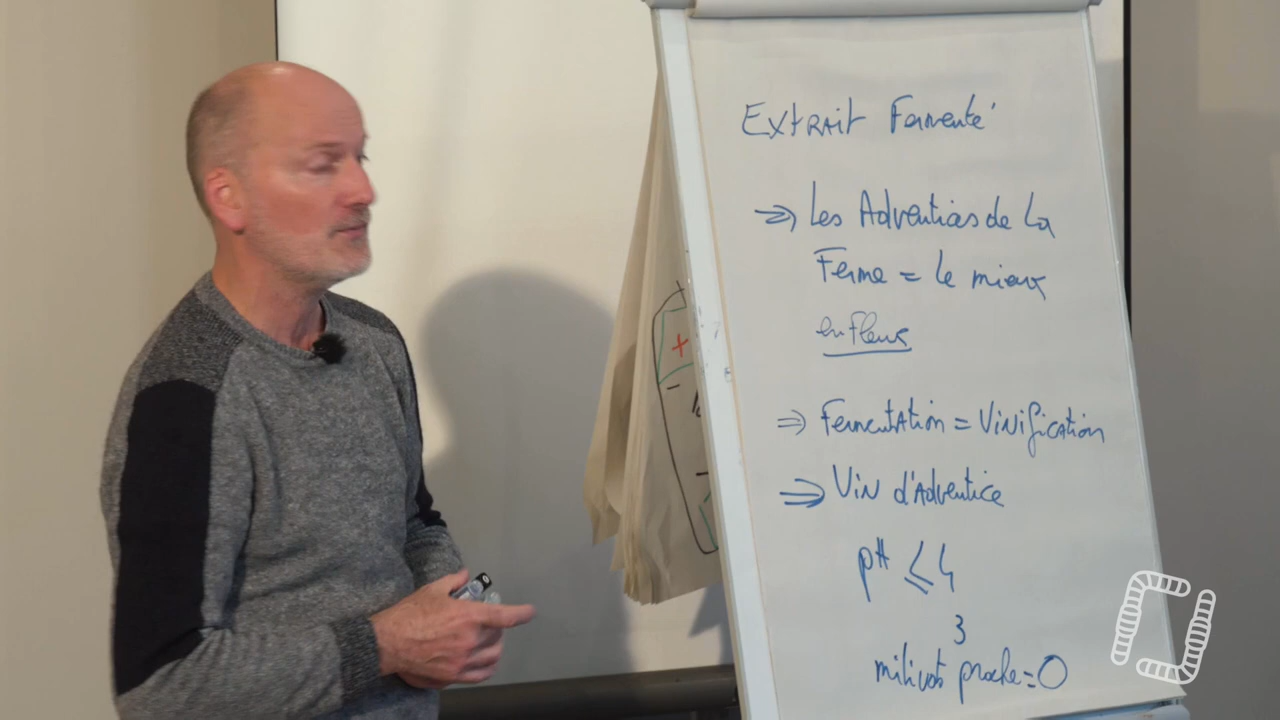 Extrait Fermenté
⇒ Les Adventices de La
Ferme = le mieux
en Fleurs
⇒ Fermentation = Vinification
⇒ Vin d'Adventice
pH ≤ 4
3
milivots proche = 0
+
-